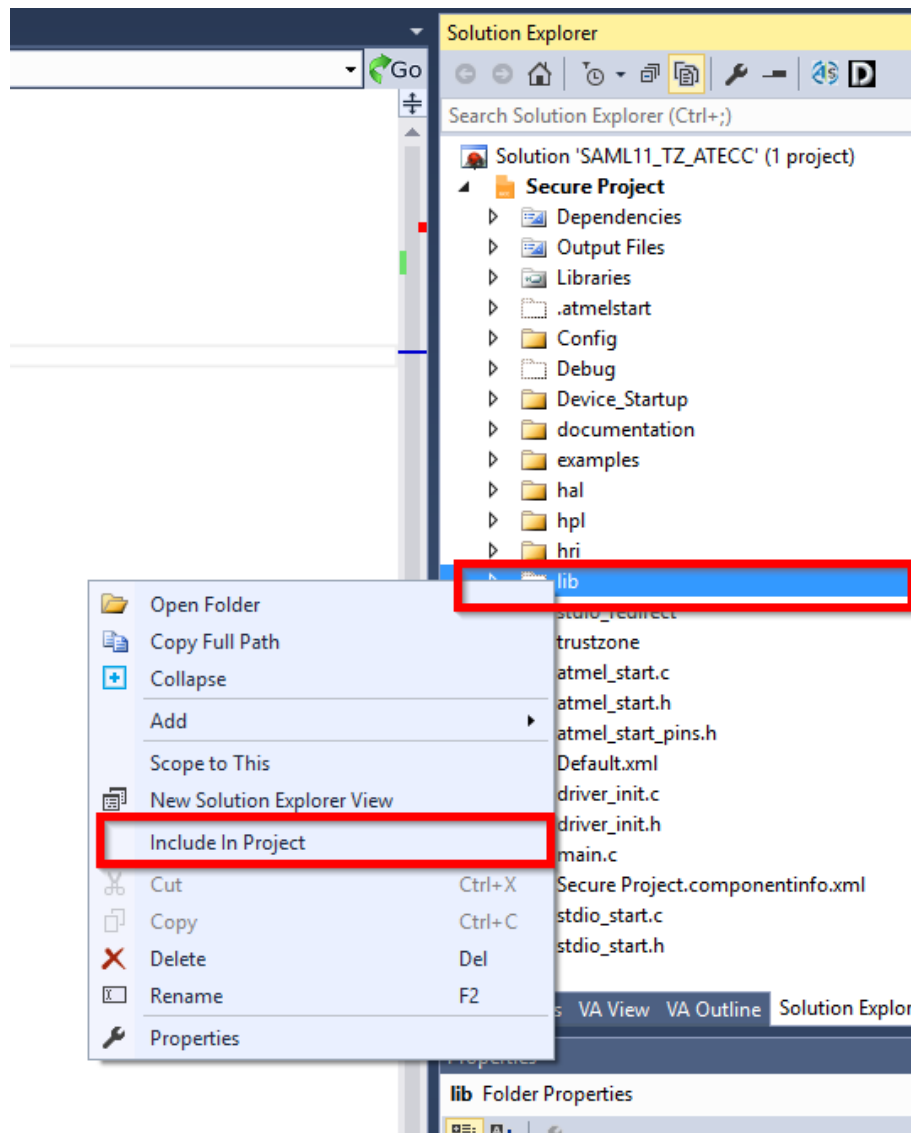 Solution Explorer
Go
Search Solution Explorer (Ctrl+;)
Solution 'SAML11_TZ_ATECC' (1 project)
Secure Project
Dependencies
Output Files
Libraries
.atmelstart
Config
Debug
Device_Startup
documentation
examples
hal
hpl
hri
lib
stdio_redirect
trustzone
atmel_start.c
atmel_start.h
atmel_start_pins.h
Default.xml
driver_init.c
driver_init.h
main.c
Secure Project.componentinfo.xml
stdio_start.c
stdio_start.h
Open Folder
Copy Full Path
Collapse
Add
Scope to This
New Solution Explorer View
Include In Project
Cut Ctrl+X
Copy Ctrl+C
Delete Del
Rename F2
Properties
s VA View VA Outline Solution Explor
Properties
lib Folder Properties